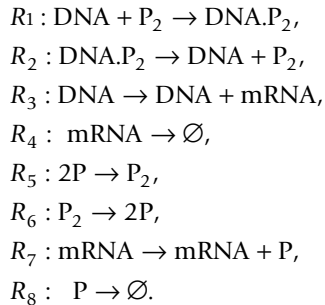 R1 : DNA + P₂ → DNA.P₂,
R₂ : DNA.P₂ → DNA + P₂,
R₃ : DNA → DNA + mRNA,
R₄ : mRNA → ∅,
R₅ : 2P → P₂,
R₆ : P₂ → 2P,
R₇ : mRNA → mRNA + P,
R₈ : P → ∅.